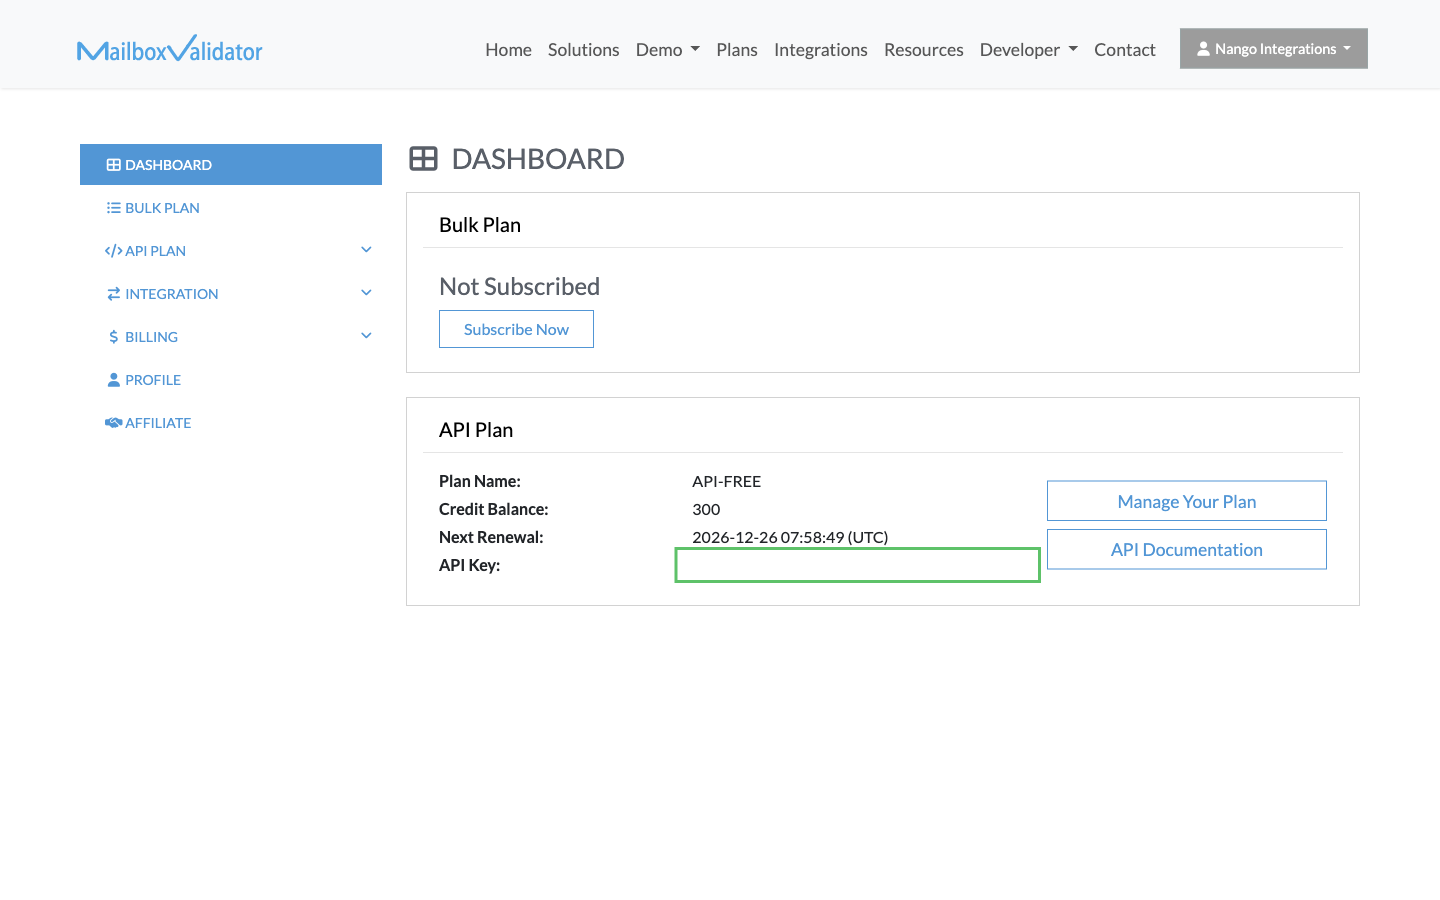 MailboxValidator
Home Solutions Demo Plans Integrations Resources Developer Contact Nango Integrations
DASHBOARD
BULK PLAN
API PLAN
INTEGRATION
BILLING
PROFILE
AFFILIATE
DASHBOARD
Bulk Plan
Not Subscribed
Subscribe Now
API Plan
Plan Name: API-FREE
Credit Balance: 300
Next Renewal: 2026-12-26 07:58:49 (UTC)
API Key:
Manage Your Plan
API Documentation